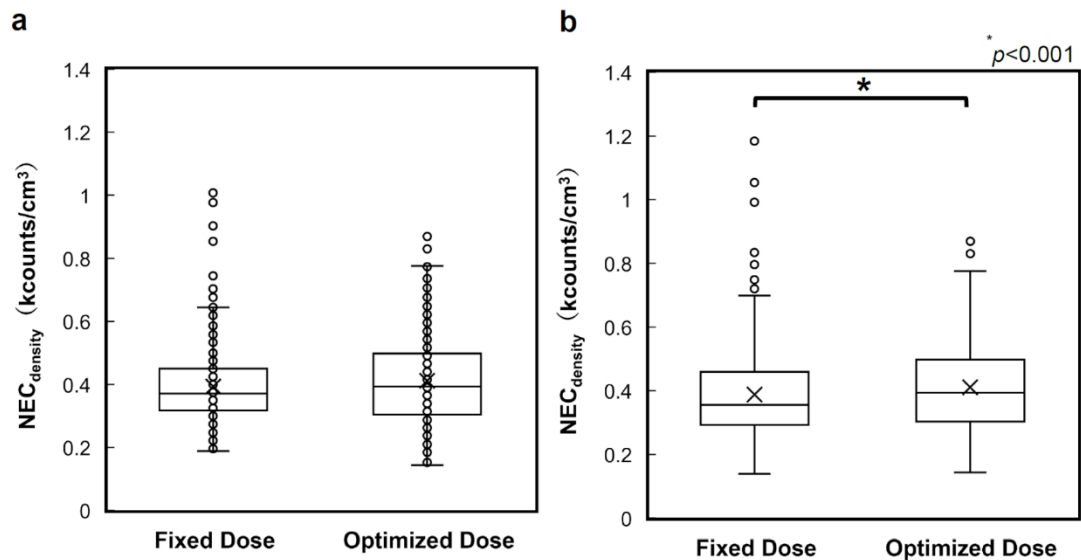 a
1.4
1.2
1
0.8
0.6
0.4
0.2
0
NEC_density (kcounts/cm³)
Fixed Dose
Optimized Dose
b
* p<0.001
*
1.4
1.2
1
0.8
0.6
0.4
0.2
0
NEC_density (kcounts/cm³)
Fixed Dose
Optimized Dose